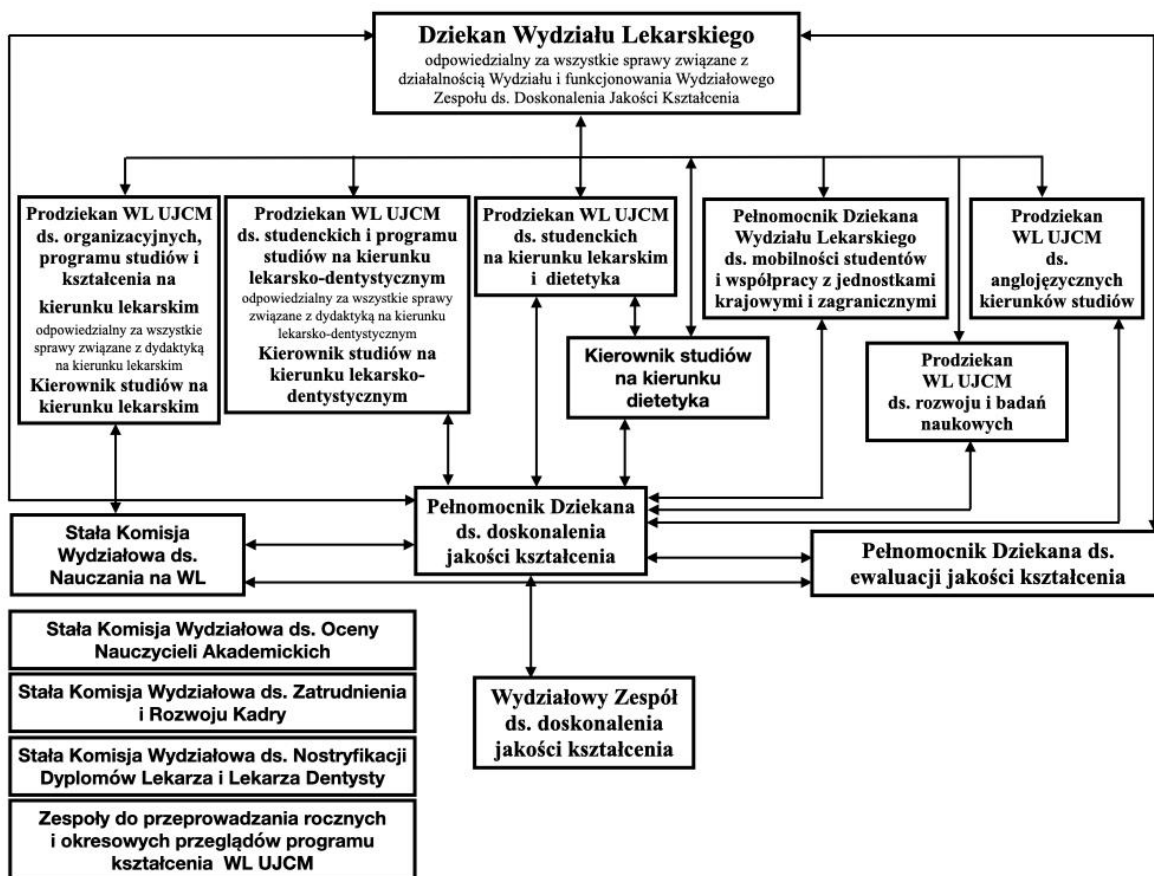 Dziekan Wydziału Lekarskiego
odpowiedzialny za wszystkie sprawy związane z
działalnością Wydziału i funkcjonowania Wydziałowego
Zespołu ds. Doskonalenia Jakości Kształcenia
Prodziekan WL UJCM
ds. organizacyjnych,
programu studiów i
kształcenia na
kierunku lekarskim
odpowiedzialny za wszystkie
sprawy związane z dydaktyką
na kierunku lekarskim
Kierownik studiów na
kierunku lekarskim
Prodziekan WL UJCM
ds. studenckich i programu
studiów na kierunku
lekarsko-dentystycznym
odpowiedzialny za wszystkie sprawy
związane z dydaktyką na kierunku
lekarsko-dentystycznym
Kierownik studiów na
kierunku lekarsko-
dentystycznym
Prodziekan WL UJCM
ds. studenckich
na kierunku lekarskim
i dietetyka
Kierownik studiów
na kierunku
dietetyka
Pełnomocnik Dziekana
Wydziału Lekarskiego
ds. mobilności studentów
i współpracy z jednostkami
krajowymi i zagranicznymi
Prodziekan
WL UJCM
ds.
anglojęzycznych
kierunków studiów
Prodziekan
WL UJCM
ds. rozwoju i badań
naukowych
Stała Komisja
Wydziałowa ds.
Nauczania na WL
Pełnomocnik Dziekana
ds. doskonalenia
jakości kształcenia
Pełnomocnik Dziekana ds.
ewaluacji jakości kształcenia
Stała Komisja Wydziałowa ds. Oceny
Nauczycieli Akademickich
Stała Komisja Wydziałowa ds. Zatrudnienia
i Rozwoju Kadry
Stała Komisja Wydziałowa ds. Nostryfikacji
Dyplomów Lekarza i Lekarza Dentysty
Zespoły do przeprowadzania rocznych
i okresowych przeglądów programu
kształcenia WL UJCM
Wydziałowy Zespół
ds. doskonalenia
jakości kształcenia